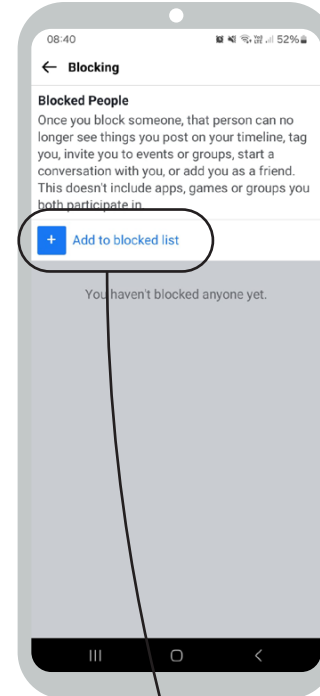 08:40
52%
Blocking
Blocked People
Once you block someone, that person can no
longer see things you post on your timeline, tag
you, invite you to events or groups, start a
conversation with you, or add you as a friend.
This doesn't include apps, games or groups you
both participate in.
+ Add to blocked list
You haven't blocked anyone yet.